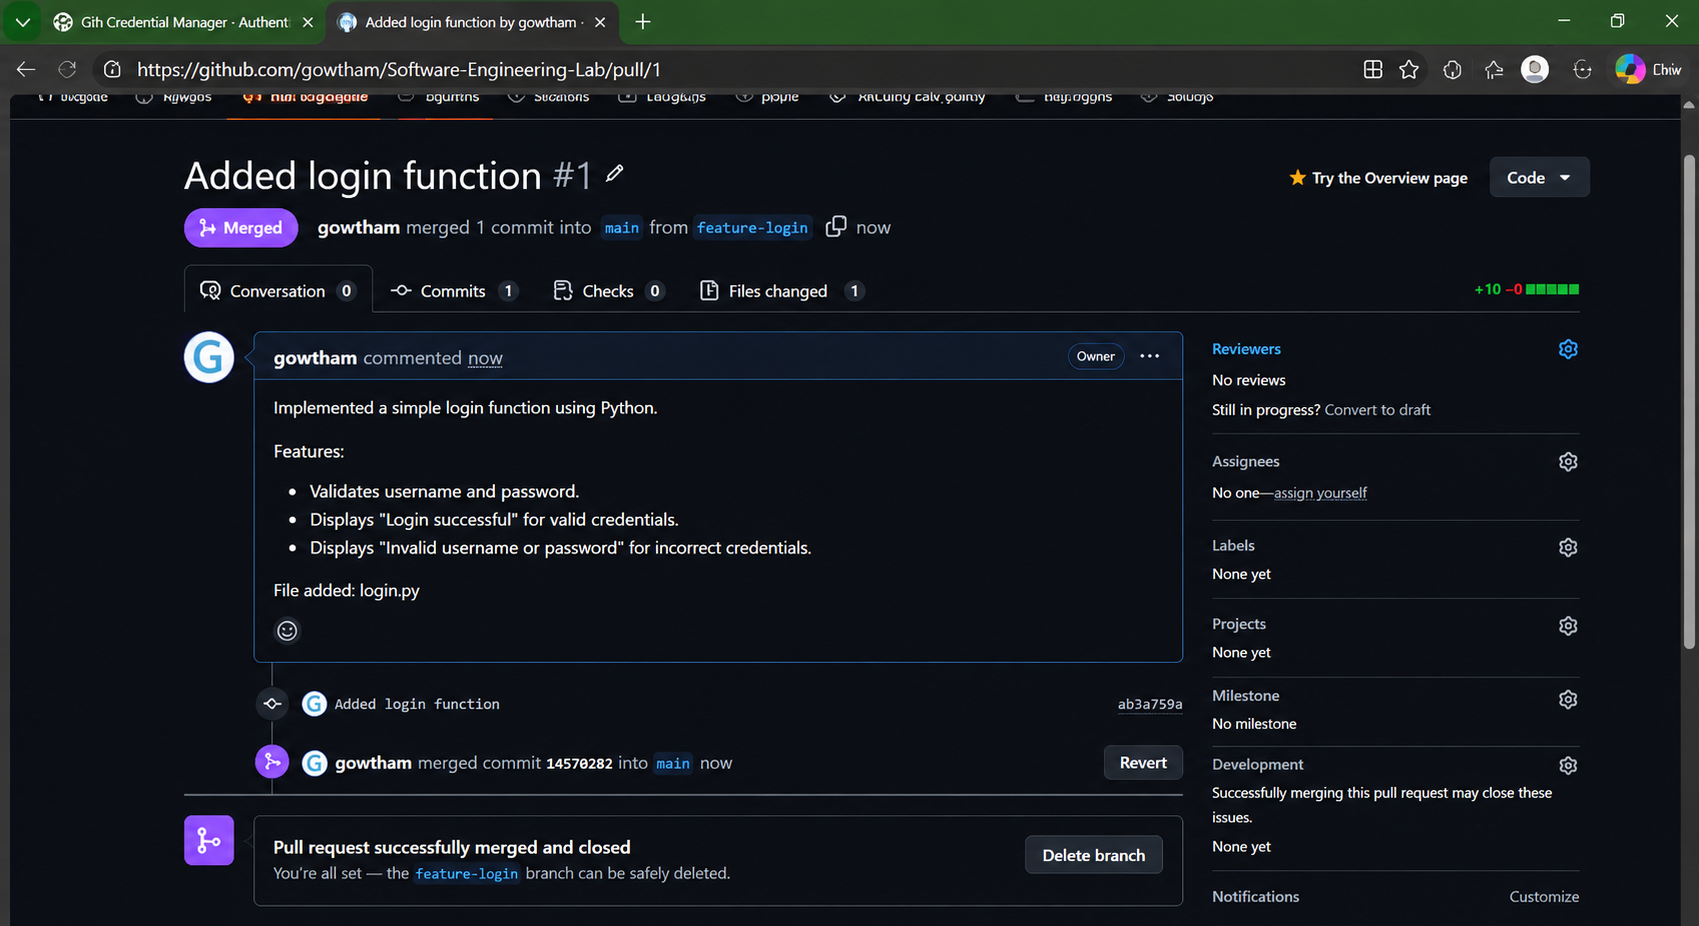 Gih Credential Manager · Authenti
Added login function by gowtham ·
https://github.com/gowtham/Software-Engineering-Lab/pull/1
Chiw
Added login function #1
Try the Overview page
Code
Merged
gowtham merged 1 commit into main from feature-login now
Conversation 0
Commits 1
Checks 0
Files changed 1
+10 −0
gowtham commented now
Owner
Implemented a simple login function using Python.
Features:
• Validates username and password.
• Displays "Login successful" for valid credentials.
• Displays "Invalid username or password" for incorrect credentials.
File added: login.py
Added login function
ab3a759a
gowtham merged commit 14570282 into main now
Revert
Pull request successfully merged and closed
You're all set — the feature-login branch can be safely deleted.
Delete branch
Reviewers
No reviews
Still in progress? Convert to draft
Assignees
No one—assign yourself
Labels
None yet
Projects
None yet
Milestone
No milestone
Development
Successfully merging this pull request may close these
issues.
None yet
Notifications
Customize